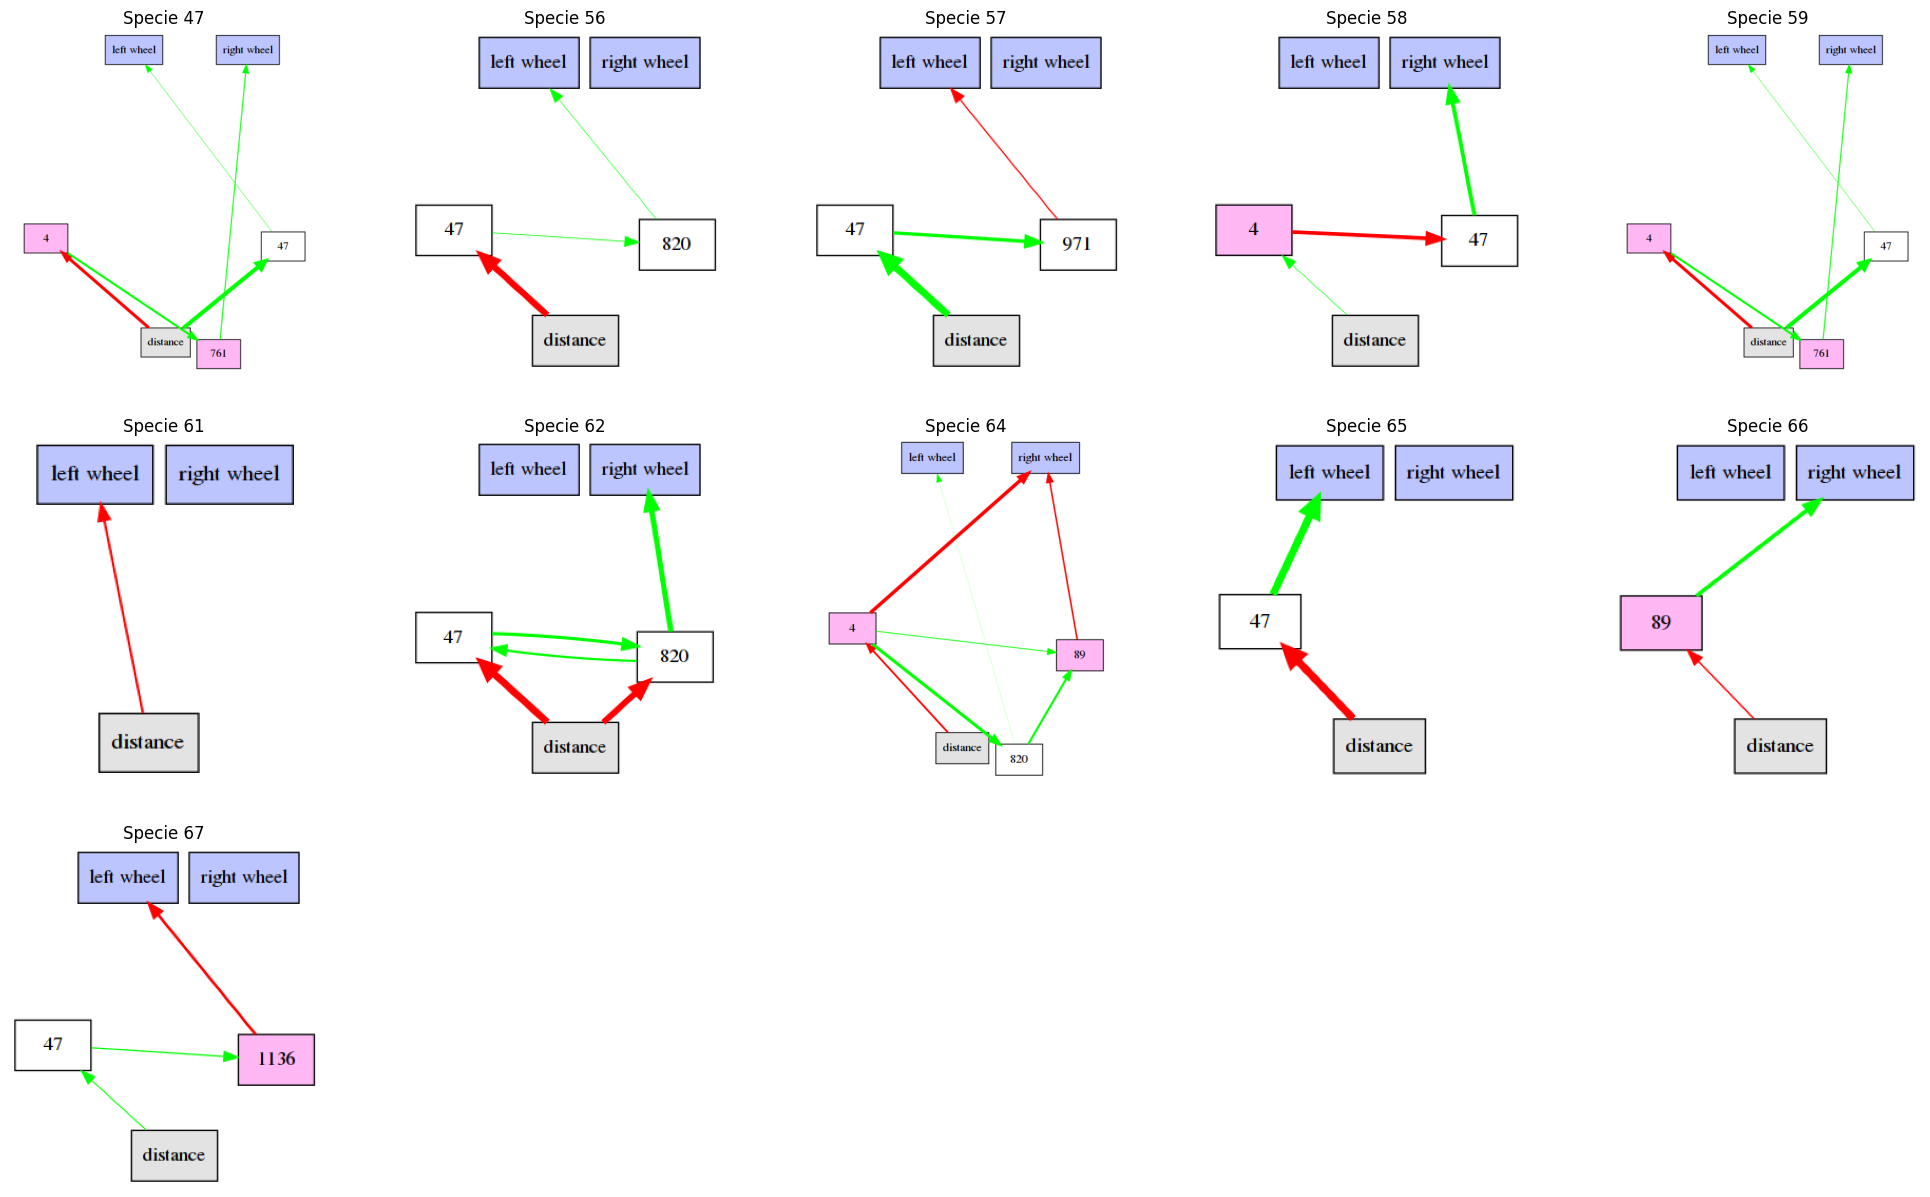 Specie 47
left wheel right wheel
4
47
distance
761
Specie 56
left wheel right wheel
47
820
distance
Specie 57
left wheel right wheel
47
971
distance
Specie 58
left wheel right wheel
4
47
distance
Specie 59
left wheel right wheel
4
47
distance
761
Specie 61
left wheel right wheel
distance
Specie 62
left wheel right wheel
47
820
distance
Specie 64
left wheel right wheel
4
89
distance
820
Specie 65
left wheel right wheel
47
distance
Specie 66
left wheel right wheel
89
distance
Specie 67
left wheel right wheel
47
1136
distance